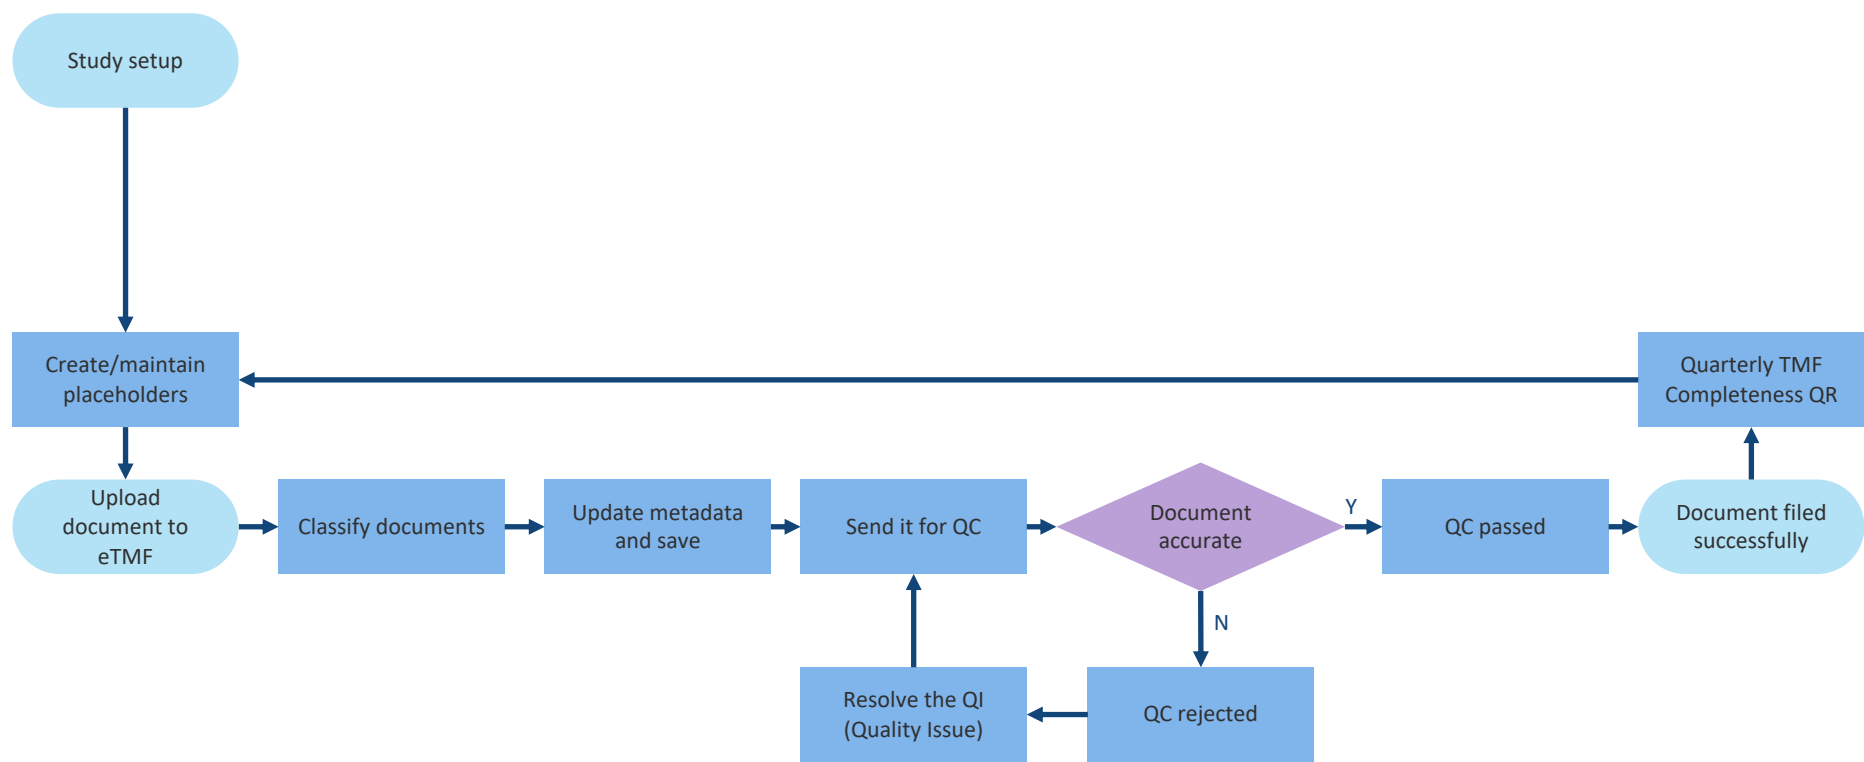 Study setup
Create/maintain
placeholders
Quarterly TMF
Completeness QR
Upload
document to
eTMF
Classify documents
Update metadata
and save
Send it for QC
Document
accurate
Y
QC passed
Document filed
successfully
N
Resolve the QI
(Quality Issue)
QC rejected